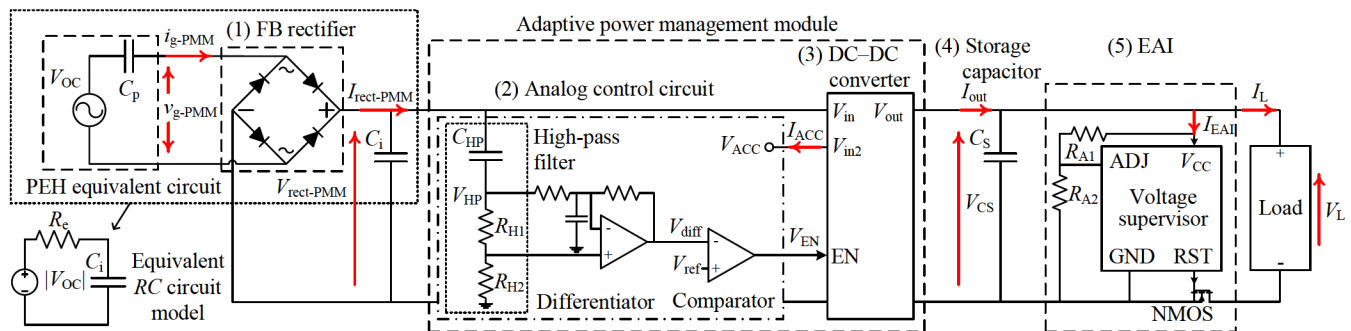 Adaptive power management module
(1) FB rectifier
(2) Analog control circuit
(3) DC–DC
converter
(4) Storage
capacitor
(5) EAI
i_g-PMM
V_OC
C_p
v_g-PMM
~
−
+
~
I_rect-PMM
C_i
V_rect-PMM
PEH equivalent circuit
R_e
|V_OC|
C_i
Equivalent
RC circuit
model
C_HP
High-pass
filter
V_HP
R_H1
R_H2
-
+
Differentiator
V_diff
V_ref
-
+
Comparator
V_ACC
I_ACC
V_EN
V_in
V_out
V_in2
EN
I_out
C_S
V_CS
R_A1
R_A2
I_EAI
ADJ
V_CC
Voltage
supervisor
GND
RST
NMOS
I_L
+
Load
-
V_L